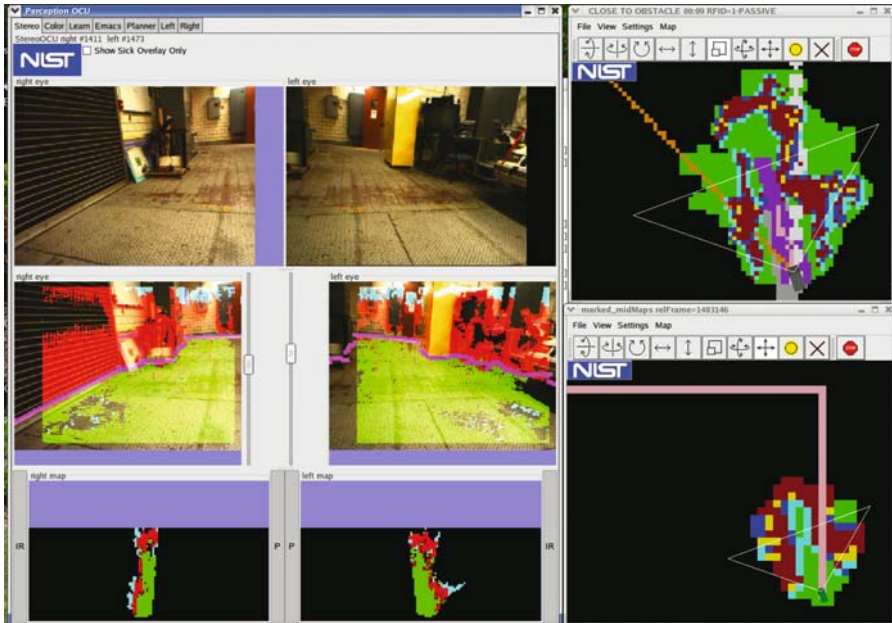 Perception OCU
Stereo Color Learn Emacs Planner Left Right
StereoOCU right #1411 left #1473
Show Sick Overlay Only
NIST
right eye
left eye
right eye
left eye
right map
left map
IR
P
P
IR
CLOSE TO OBSTACLE 08:09 RFID=1-PASSIVE
File View Settings Map
STOP
NIST
marked_midMaps relFrame=1483146
File View Settings Map
STOP
NIST